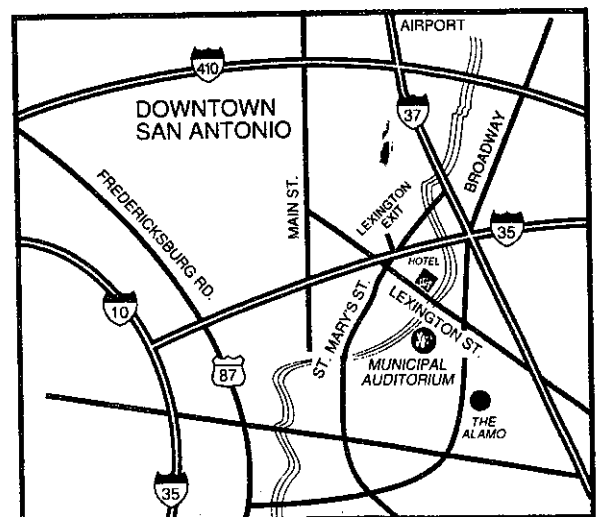 AIRPORT
410
DOWNTOWN
SAN ANTONIO
37
BROADWAY
FREDERICKSBURG RD.
MAIN ST.
LEXINGTON
EXIT
35
HOTEL
10
ST. MARY'S ST.
LEXINGTON ST.
87
MUNICIPAL
AUDITORIUM
THE
ALAMO
35